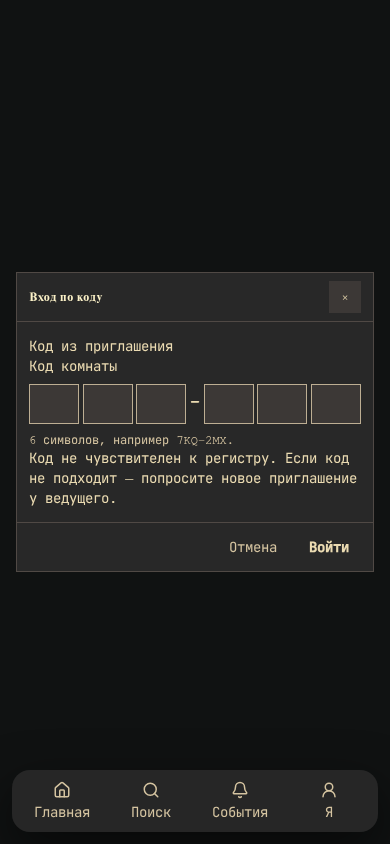 Вход по коду
×
Код из приглашения
Код комнаты
–
6 символов, например 7KQ–2MX.
Код не чувствителен к регистру. Если код
не подходит — попросите новое приглашение
у ведущего.
Отмена Войти
Главная Поиск События Я